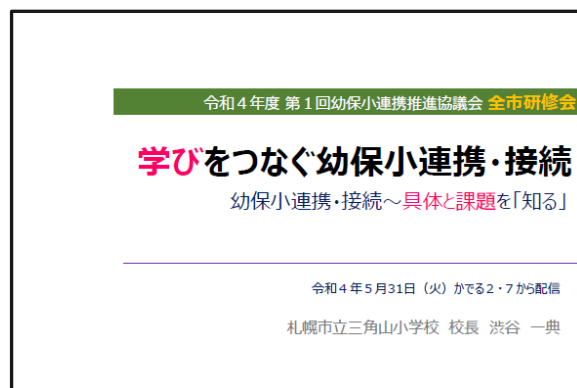 令和４年度 第１回幼保小連携推進協議会 全市研修会
学びをつなぐ幼保小連携・接続
幼保小連携・接続～具体と課題を「知る」
令和４年５月31日（火）かでる２・７から配信
札幌市立三角山小学校 校長 渋谷 一典